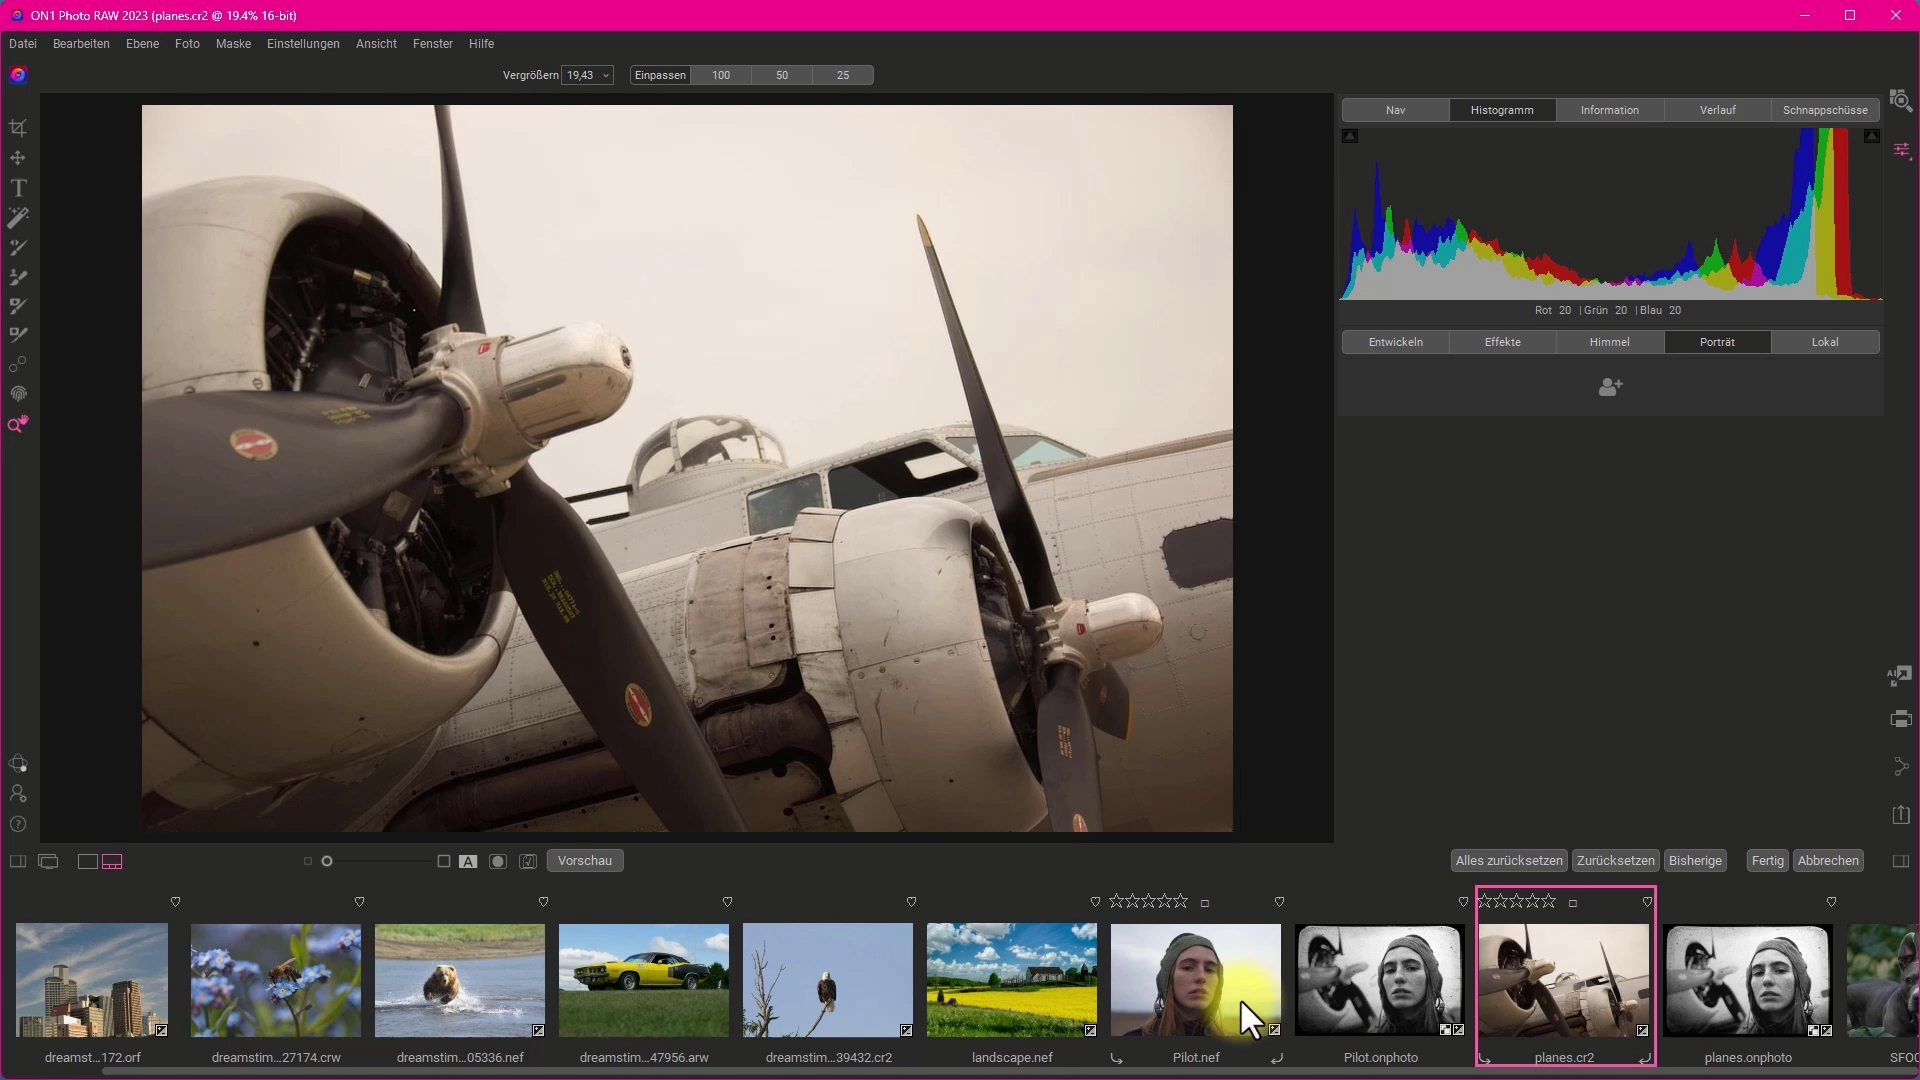 ON1 Photo RAW 2023 (planes.cr2 @ 19.4% 16-bit)
Datei Bearbeiten Ebene Foto Maske Einstellungen Ansicht Fenster Hilfe
Vergrößern 19,43 Einpassen 100 50 25
Nav Histogramm Information Verlauf Schnappschüsse
Rot 20 | Grün 20 | Blau 20
Entwickeln Effekte Himmel Porträt Lokal
T
AI
?
A Vorschau
Alles zurücksetzen Zurücksetzen Bisherige Fertig Abbrechen
dreamst...172.orf dreamstim...27174.crw dreamstim...05336.nef dreamstim...47956.arw dreamstim...39432.cr2 landscape.nef Pilot.nef Pilot.onphoto planes.cr2 planes.onphoto